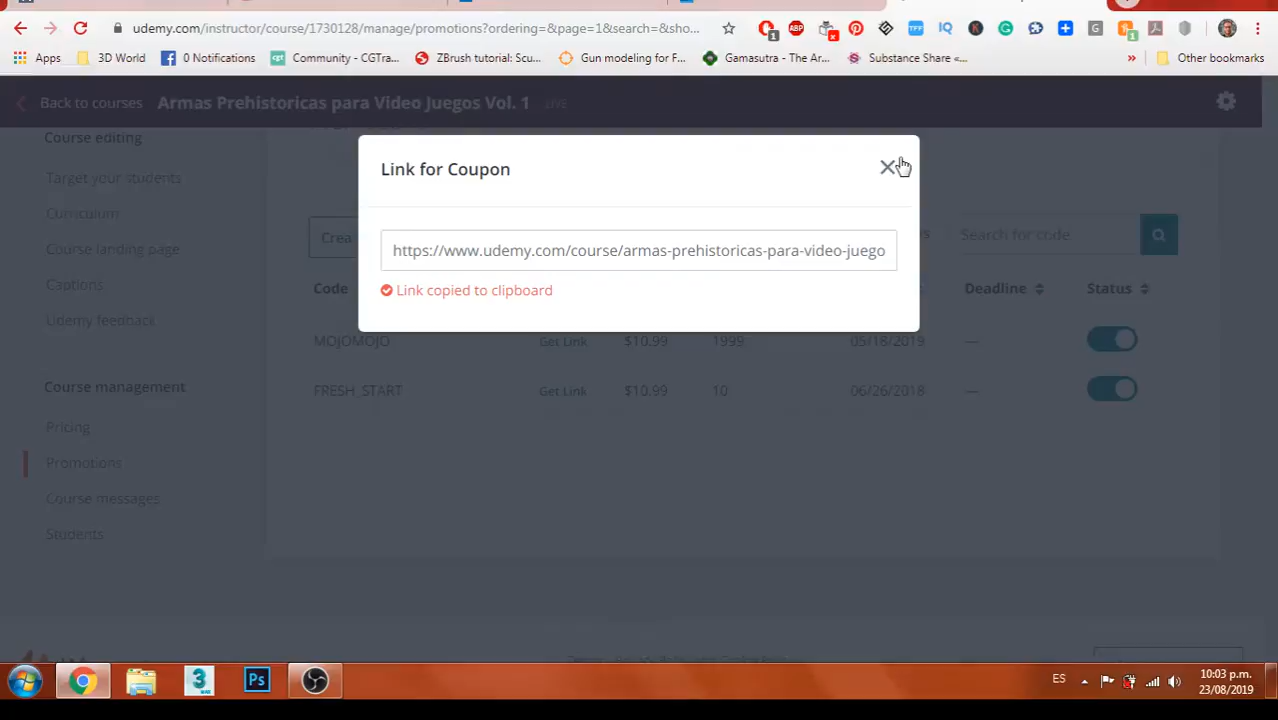 udemy.com/instructor/course/1730128/manage/promotions?ordering=&page=1&search=&sho...
Apps 3D World 0 Notifications Community - CGTra... ZBrush tutorial: Scu... Gun modeling for F... Gamasutra - The Ar... Substance Share «... » Other bookmarks
Back to courses Armas Prehistoricas para Video Juegos Vol. 1 LIVE
Course editing
Target your students
Curriculum
Course landing page
Captions
Udemy feedback
Course management
Pricing
Promotions
Course messages
Students
Link for Coupon
https://www.udemy.com/course/armas-prehistoricas-para-video-juego
Link copied to clipboard
Crea
Search for code
Code Deadline Status
MOJOMOJO Get Link $10.99 1999 05/18/2019 —
FRESH_START Get Link $10.99 10 06/26/2018 —
ES 10:03 p.m.
23/08/2019